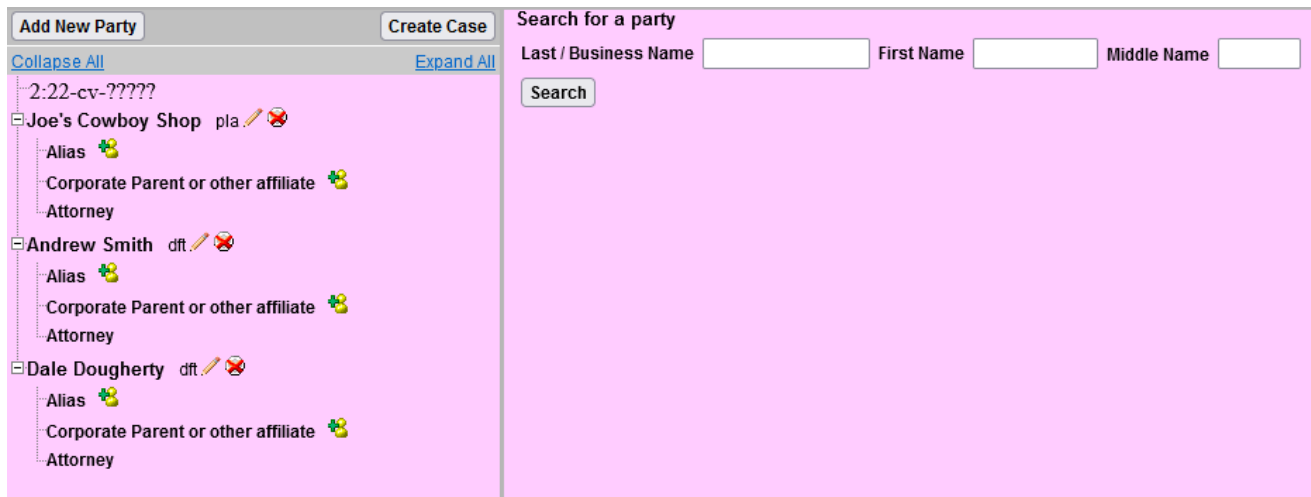 Add New Party Create Case
Collapse All Expand All
2:22-cv-?????
Joe's Cowboy Shop pla
Alias
Corporate Parent or other affiliate
Attorney
Andrew Smith dft
Alias
Corporate Parent or other affiliate
Attorney
Dale Dougherty dft
Alias
Corporate Parent or other affiliate
Attorney
Search for a party
Last / Business Name First Name Middle Name
Search